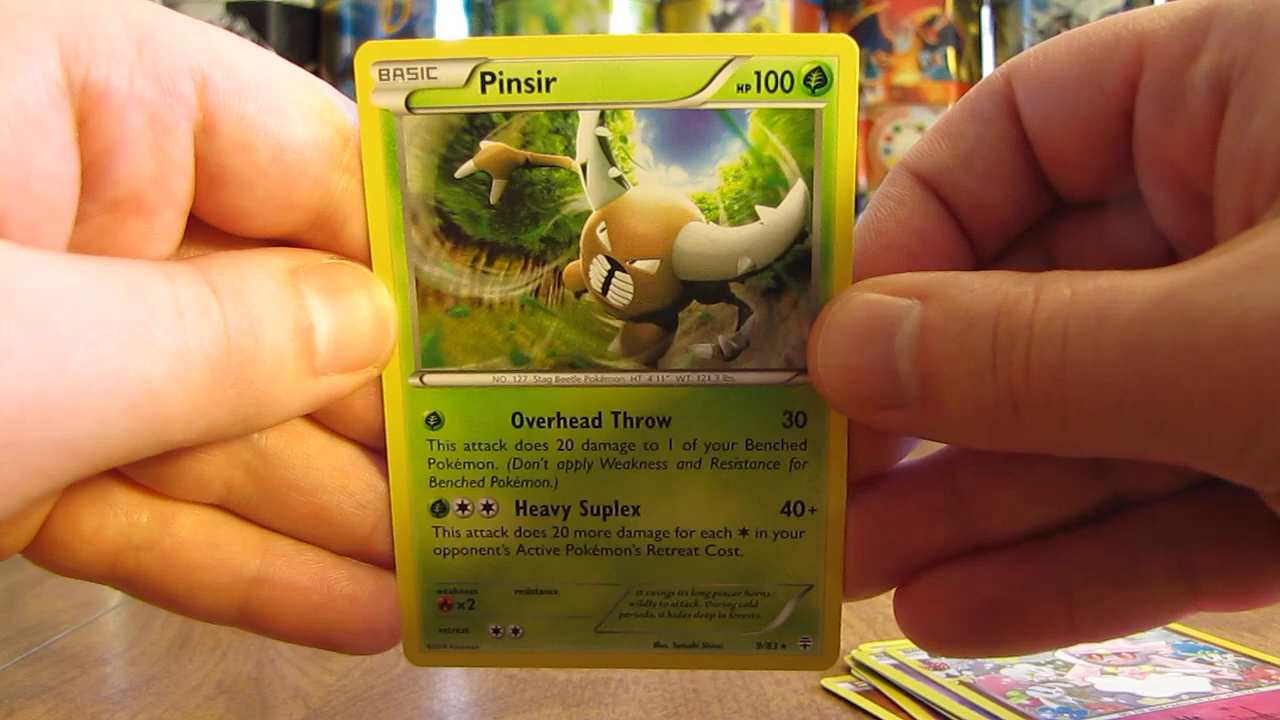 BASIC Pinsir HP100
NO. 127 Stag Beetle Pokémon HT 4'11" WT 121.3 lbs.
Overhead Throw 30
This attack does 20 damage to 1 of your Benched
Pokémon. (Don't apply Weakness and Resistance for
Benched Pokémon.)
Heavy Suplex 40+
This attack does 20 more damage for each in your
opponent's Active Pokémon's Retreat Cost.
weakness resistance
×2
retreat
It swings its long pincer horns
wildly to attack. During cold
periods, it hides deep in forests.
Illus. Satoshi Shirai 9/83